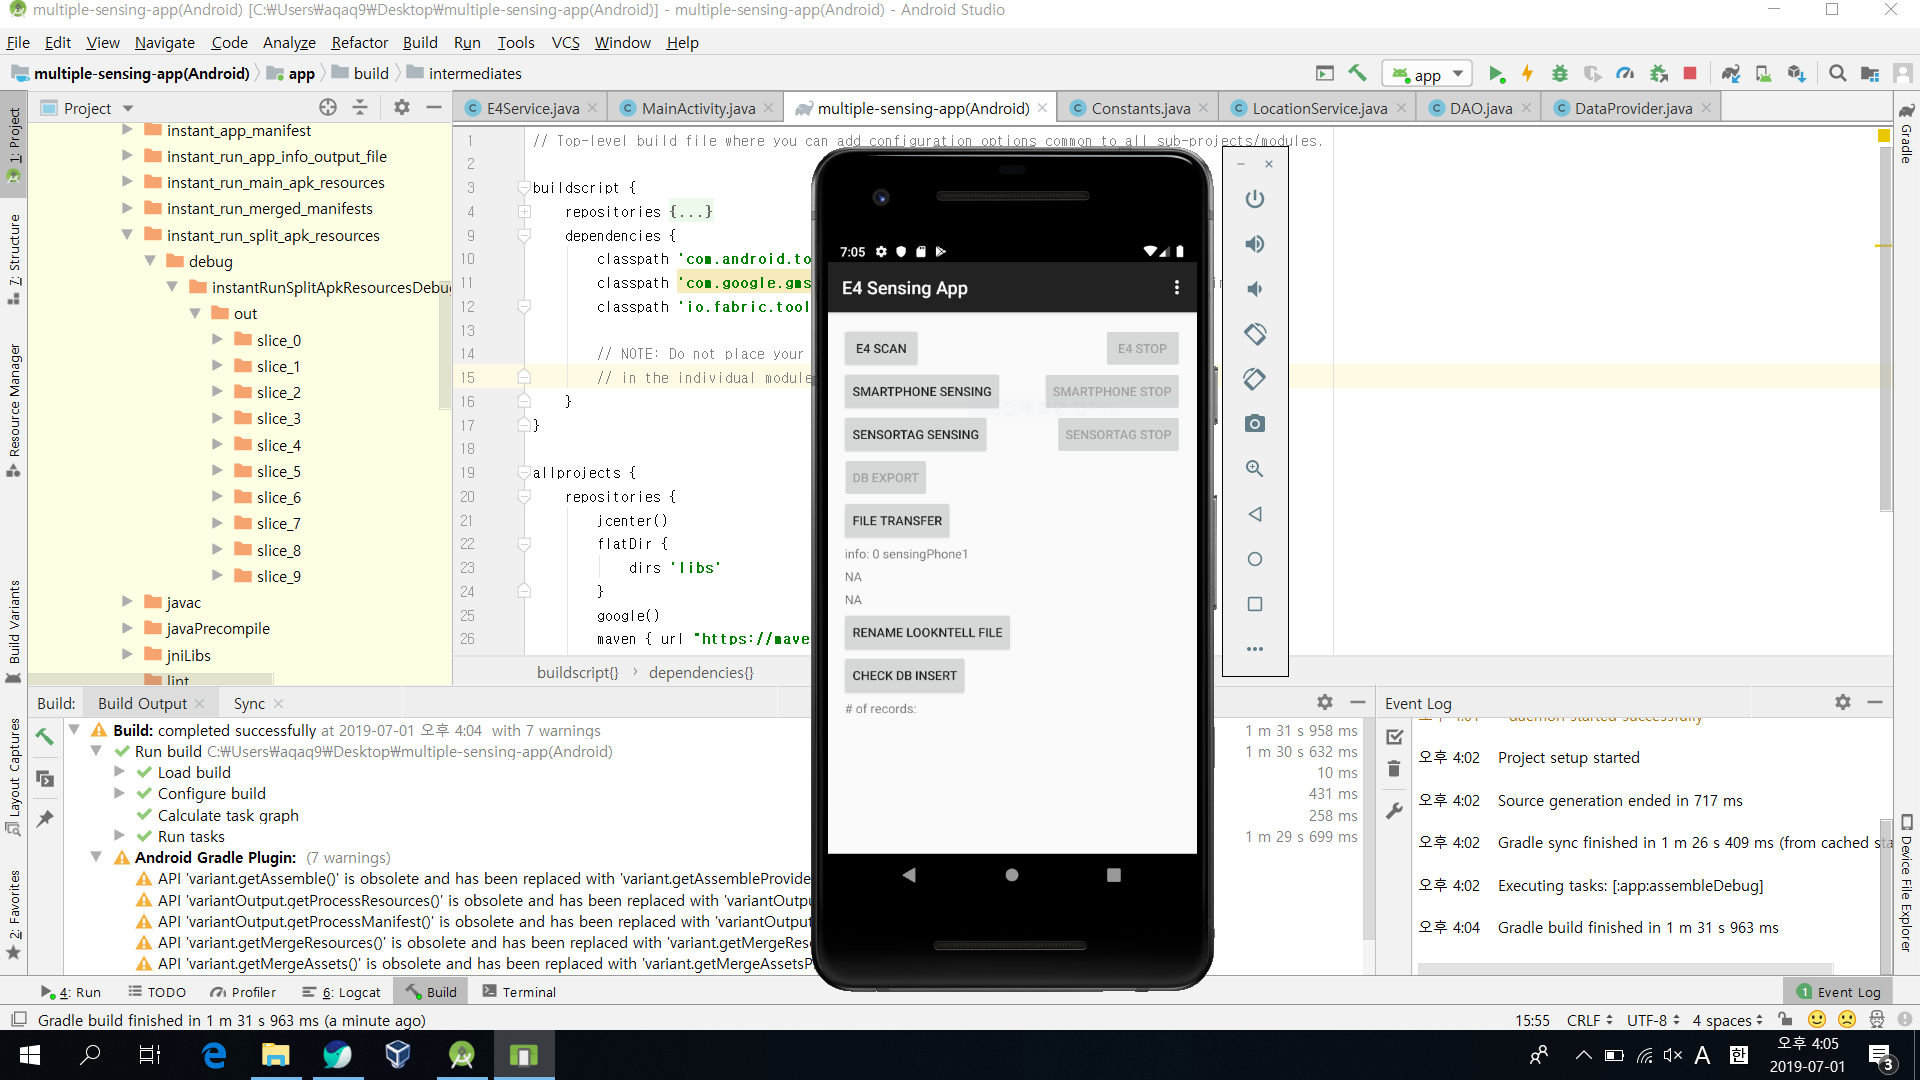 multiple-sensing-app(Android) [C:₩Users₩aqaq9₩Desktop₩multiple-sensing-app(Android)] - multiple-sensing-app(Android) - Android Studio
File Edit View Navigate Code Analyze Refactor Build Run Tools VCS Window Help
multiple-sensing-app(Android) app build intermediates
app
Project
E4Service.java MainActivity.java multiple-sensing-app(Android) Constants.java LocationService.java DAO.java DataProvider.java
1: Project
7: Structure
Resource Manager
Build Variants
Layout Captures
2: Favorites
instant_app_manifest
instant_run_app_info_output_file
instant_run_main_apk_resources
instant_run_merged_manifests
instant_run_split_apk_resources
debug
instantRunSplitApkResourcesDebu
out
slice_0
slice_1
slice_2
slice_3
slice_4
slice_5
slice_6
slice_7
slice_8
slice_9
javac
javaPrecompile
jniLibs
lint
1 // Top-level build file where you can add configuration options common to all sub-projects/modules.
2
3 buildscript {
4 repositories {...}
9 dependencies {
10 classpath 'com.android.to
11 classpath 'com.google.gms
12 classpath 'io.fabric.tool
13
14 // NOTE: Do not place your
15 // in the individual module
16 }
17 }
18
19 allprojects {
20 repositories {
21 jcenter()
22 flatDir {
23 dirs 'libs'
24 }
25 google()
26 maven { url "https://mave
buildscript{} › dependencies{}
7:05
E4 Sensing App
E4 SCAN E4 STOP
SMARTPHONE SENSING SMARTPHONE STOP
SENSORTAG SENSING SENSORTAG STOP
DB EXPORT
FILE TRANSFER
info: 0 sensingPhone1
NA
NA
RENAME LOOKNTELL FILE
CHECK DB INSERT
# of records:
Gradle
Device File Explorer
Build: Build Output Sync
Build: completed successfully at 2019-07-01 오후 4:04 with 7 warnings 1 m 31 s 958 ms
Run build C:₩Users₩aqaq9₩Desktop₩multiple-sensing-app(Android) 1 m 30 s 632 ms
Load build 10 ms
Configure build 431 ms
Calculate task graph 258 ms
Run tasks 1 m 29 s 699 ms
Android Gradle Plugin: (7 warnings)
API 'variant.getAssemble()' is obsolete and has been replaced with 'variant.getAssembleProvide
API 'variantOutput.getProcessResources()' is obsolete and has been replaced with 'variantOutpu
API 'variantOutput.getProcessManifest()' is obsolete and has been replaced with 'variantOutput
API 'variant.getMergeResources()' is obsolete and has been replaced with 'variant.getMergeReso
API 'variant.getMergeAssets()' is obsolete and has been replaced with 'variant.getMergeAssetsP
Event Log
오후 4:02 Project setup started
오후 4:02 Source generation ended in 717 ms
오후 4:02 Gradle sync finished in 1 m 26 s 409 ms (from cached sta
오후 4:02 Executing tasks: [:app:assembleDebug]
오후 4:04 Gradle build finished in 1 m 31 s 963 ms
4: Run TODO Profiler 6: Logcat Build Terminal 1 Event Log
Gradle build finished in 1 m 31 s 963 ms (a minute ago) 15:55 CRLF UTF-8 4 spaces
A 한 오후 4:05
2019-07-01
3